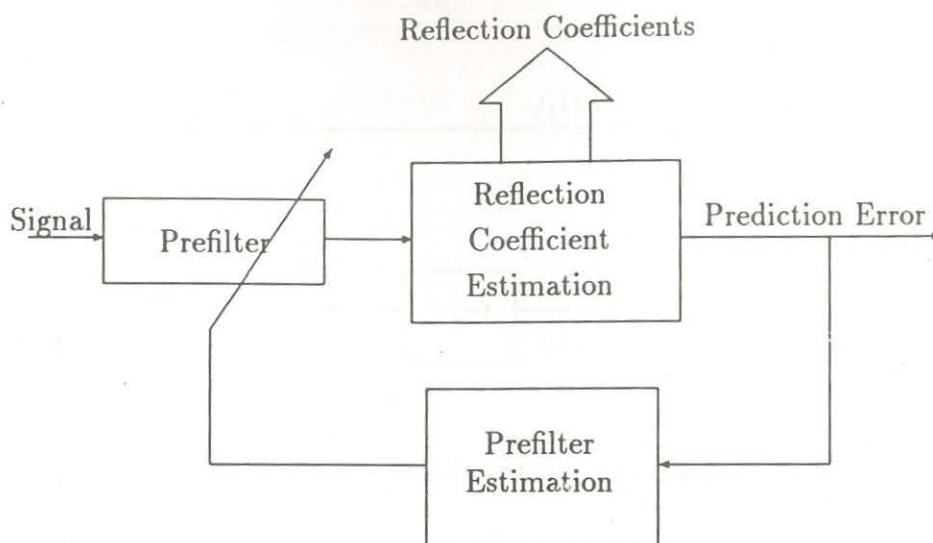 Reflection Coefficients
Signal
Prefilter
Reflection
Coefficient
Estimation
Prediction Error
Prefilter
Estimation